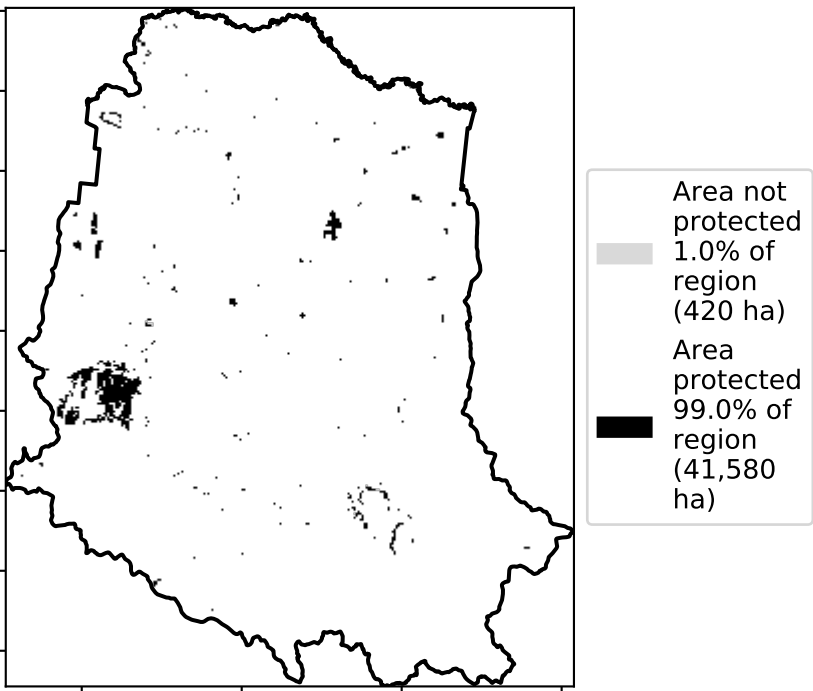 Area not
protected
1.0% of
region
(420 ha)
Area
protected
99.0% of
region
(41,580
ha)